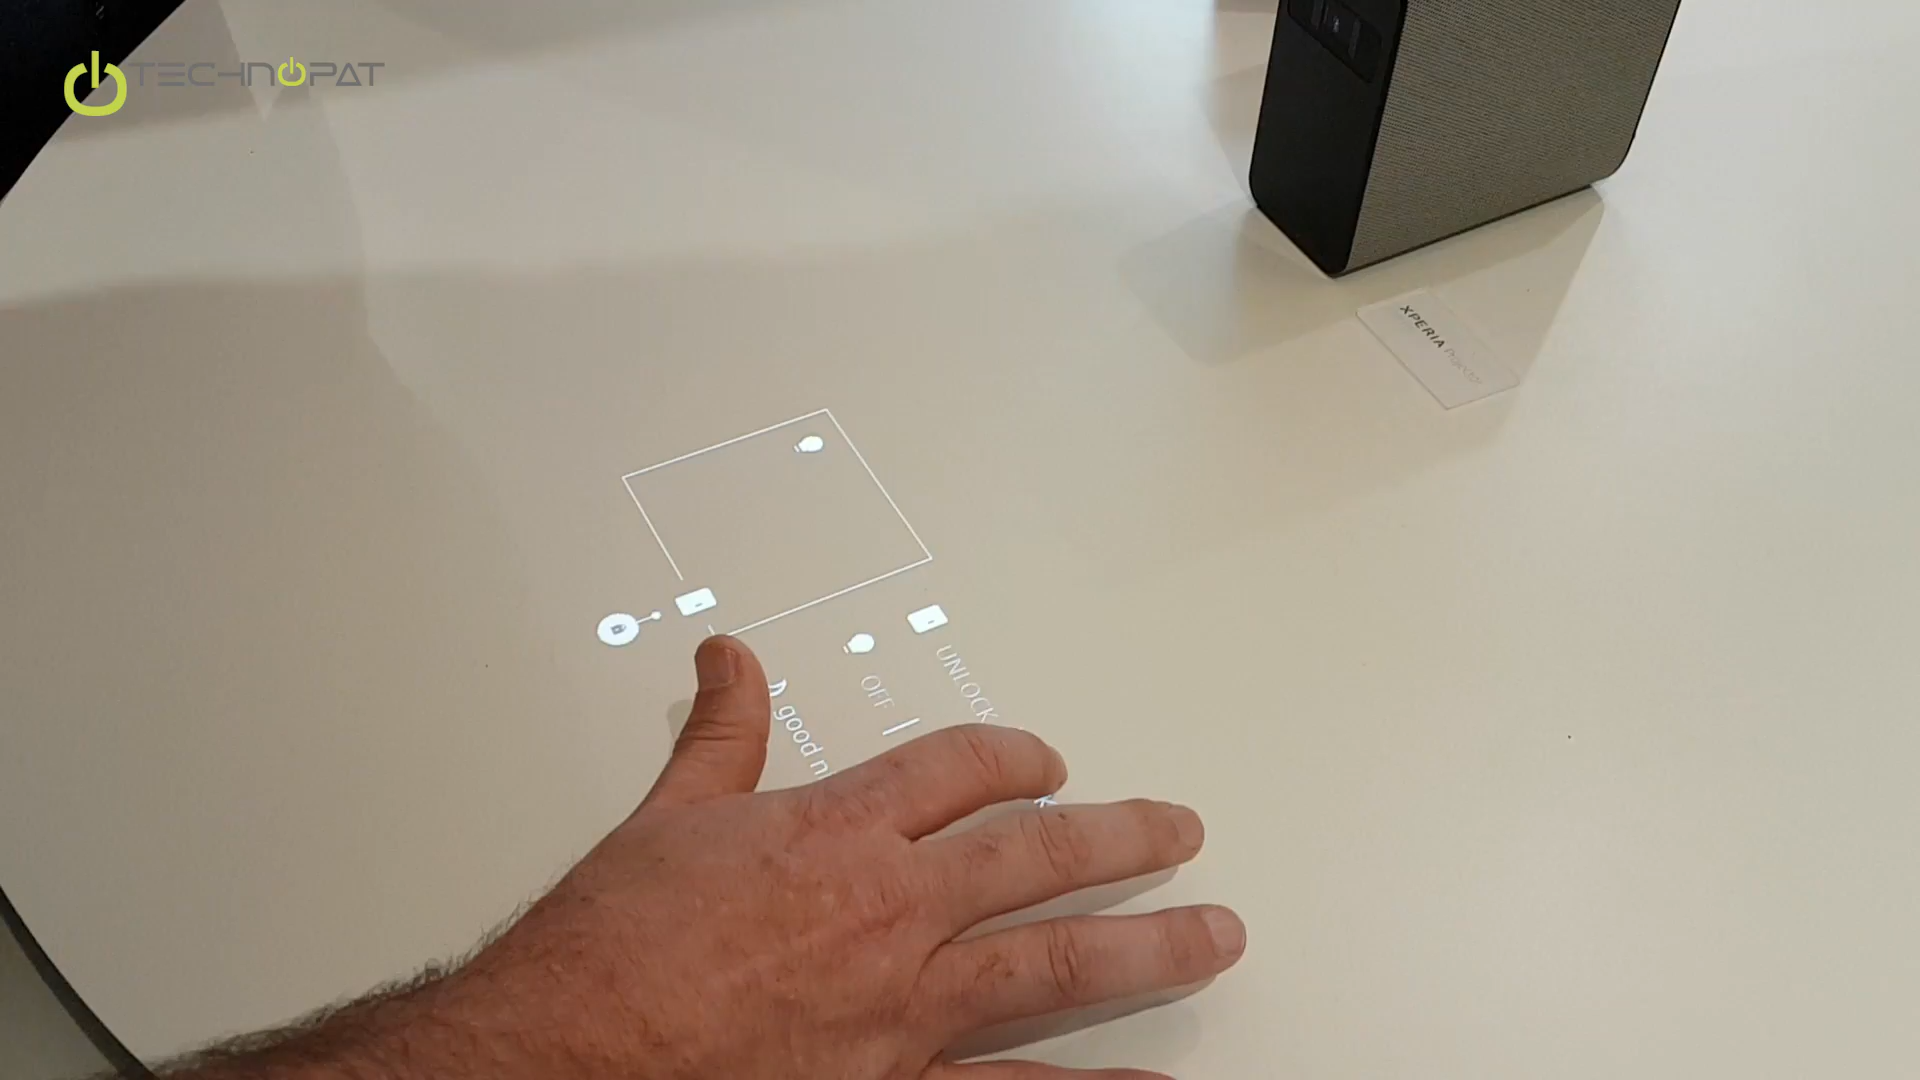 TECHNOPAT
XPERIA Projector
UNLOCK
OFF
good